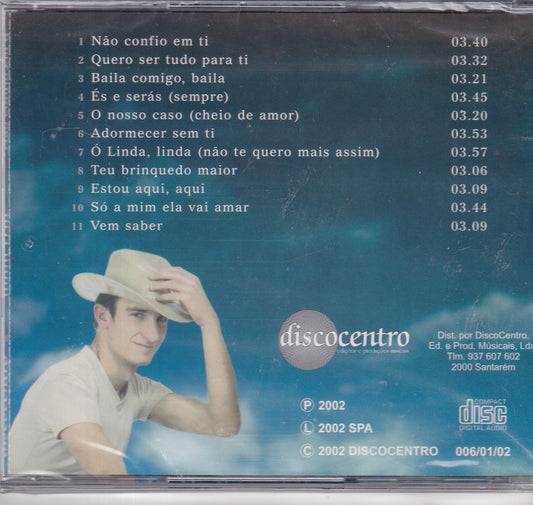 1 Não confio em ti 03.40
2 Quero ser tudo para ti 03.32
3 Baila comigo, baila 03.21
4 És e serás (sempre) 03.45
5 O nosso caso (cheio de amor) 03.20
6 Adormecer sem ti 03.53
7 Ó Linda, linda (não te quero mais assim) 03.57
8 Teu brinquedo maior 03.06
9 Estou aqui, aqui 03.09
10 Só a mim ela vai amar 03.44
11 Vem saber 03.09
discocentro
edições e produções musicais
Dist. por DiscoCentro,
Ed. e Prod. Músicais, Lda
Tlm. 937 607 602
2000 Santarém
P 2002
L 2002 SPA
C 2002 DISCOCENTRO
COMPACT
disc
DIGITAL AUDIO
006/01/02